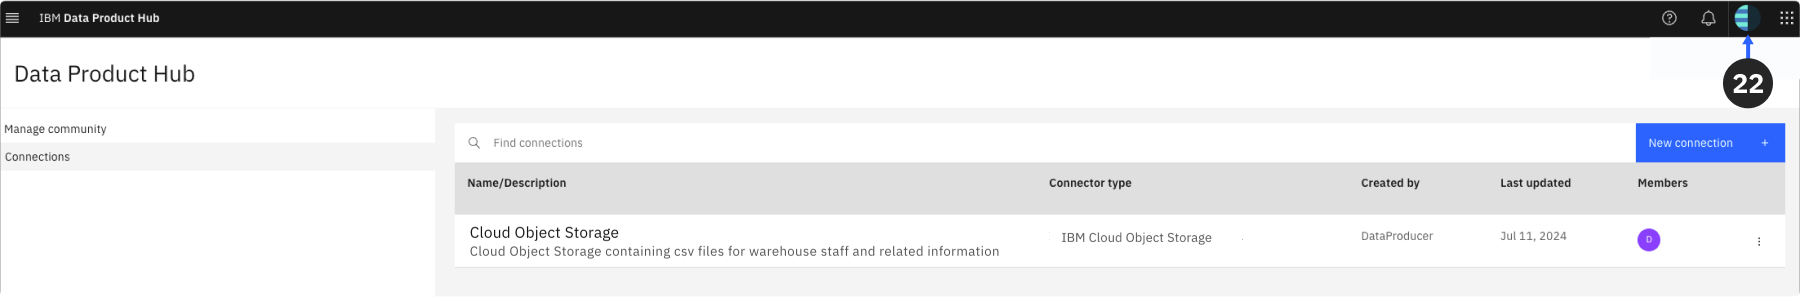 IBM Data Product Hub
22
Data Product Hub
Manage community
Connections
Find connections
New connection +
Name/Description Connector type Created by Last updated Members
Cloud Object Storage IBM Cloud Object Storage DataProducer Jul 11, 2024 D
Cloud Object Storage containing csv files for warehouse staff and related information